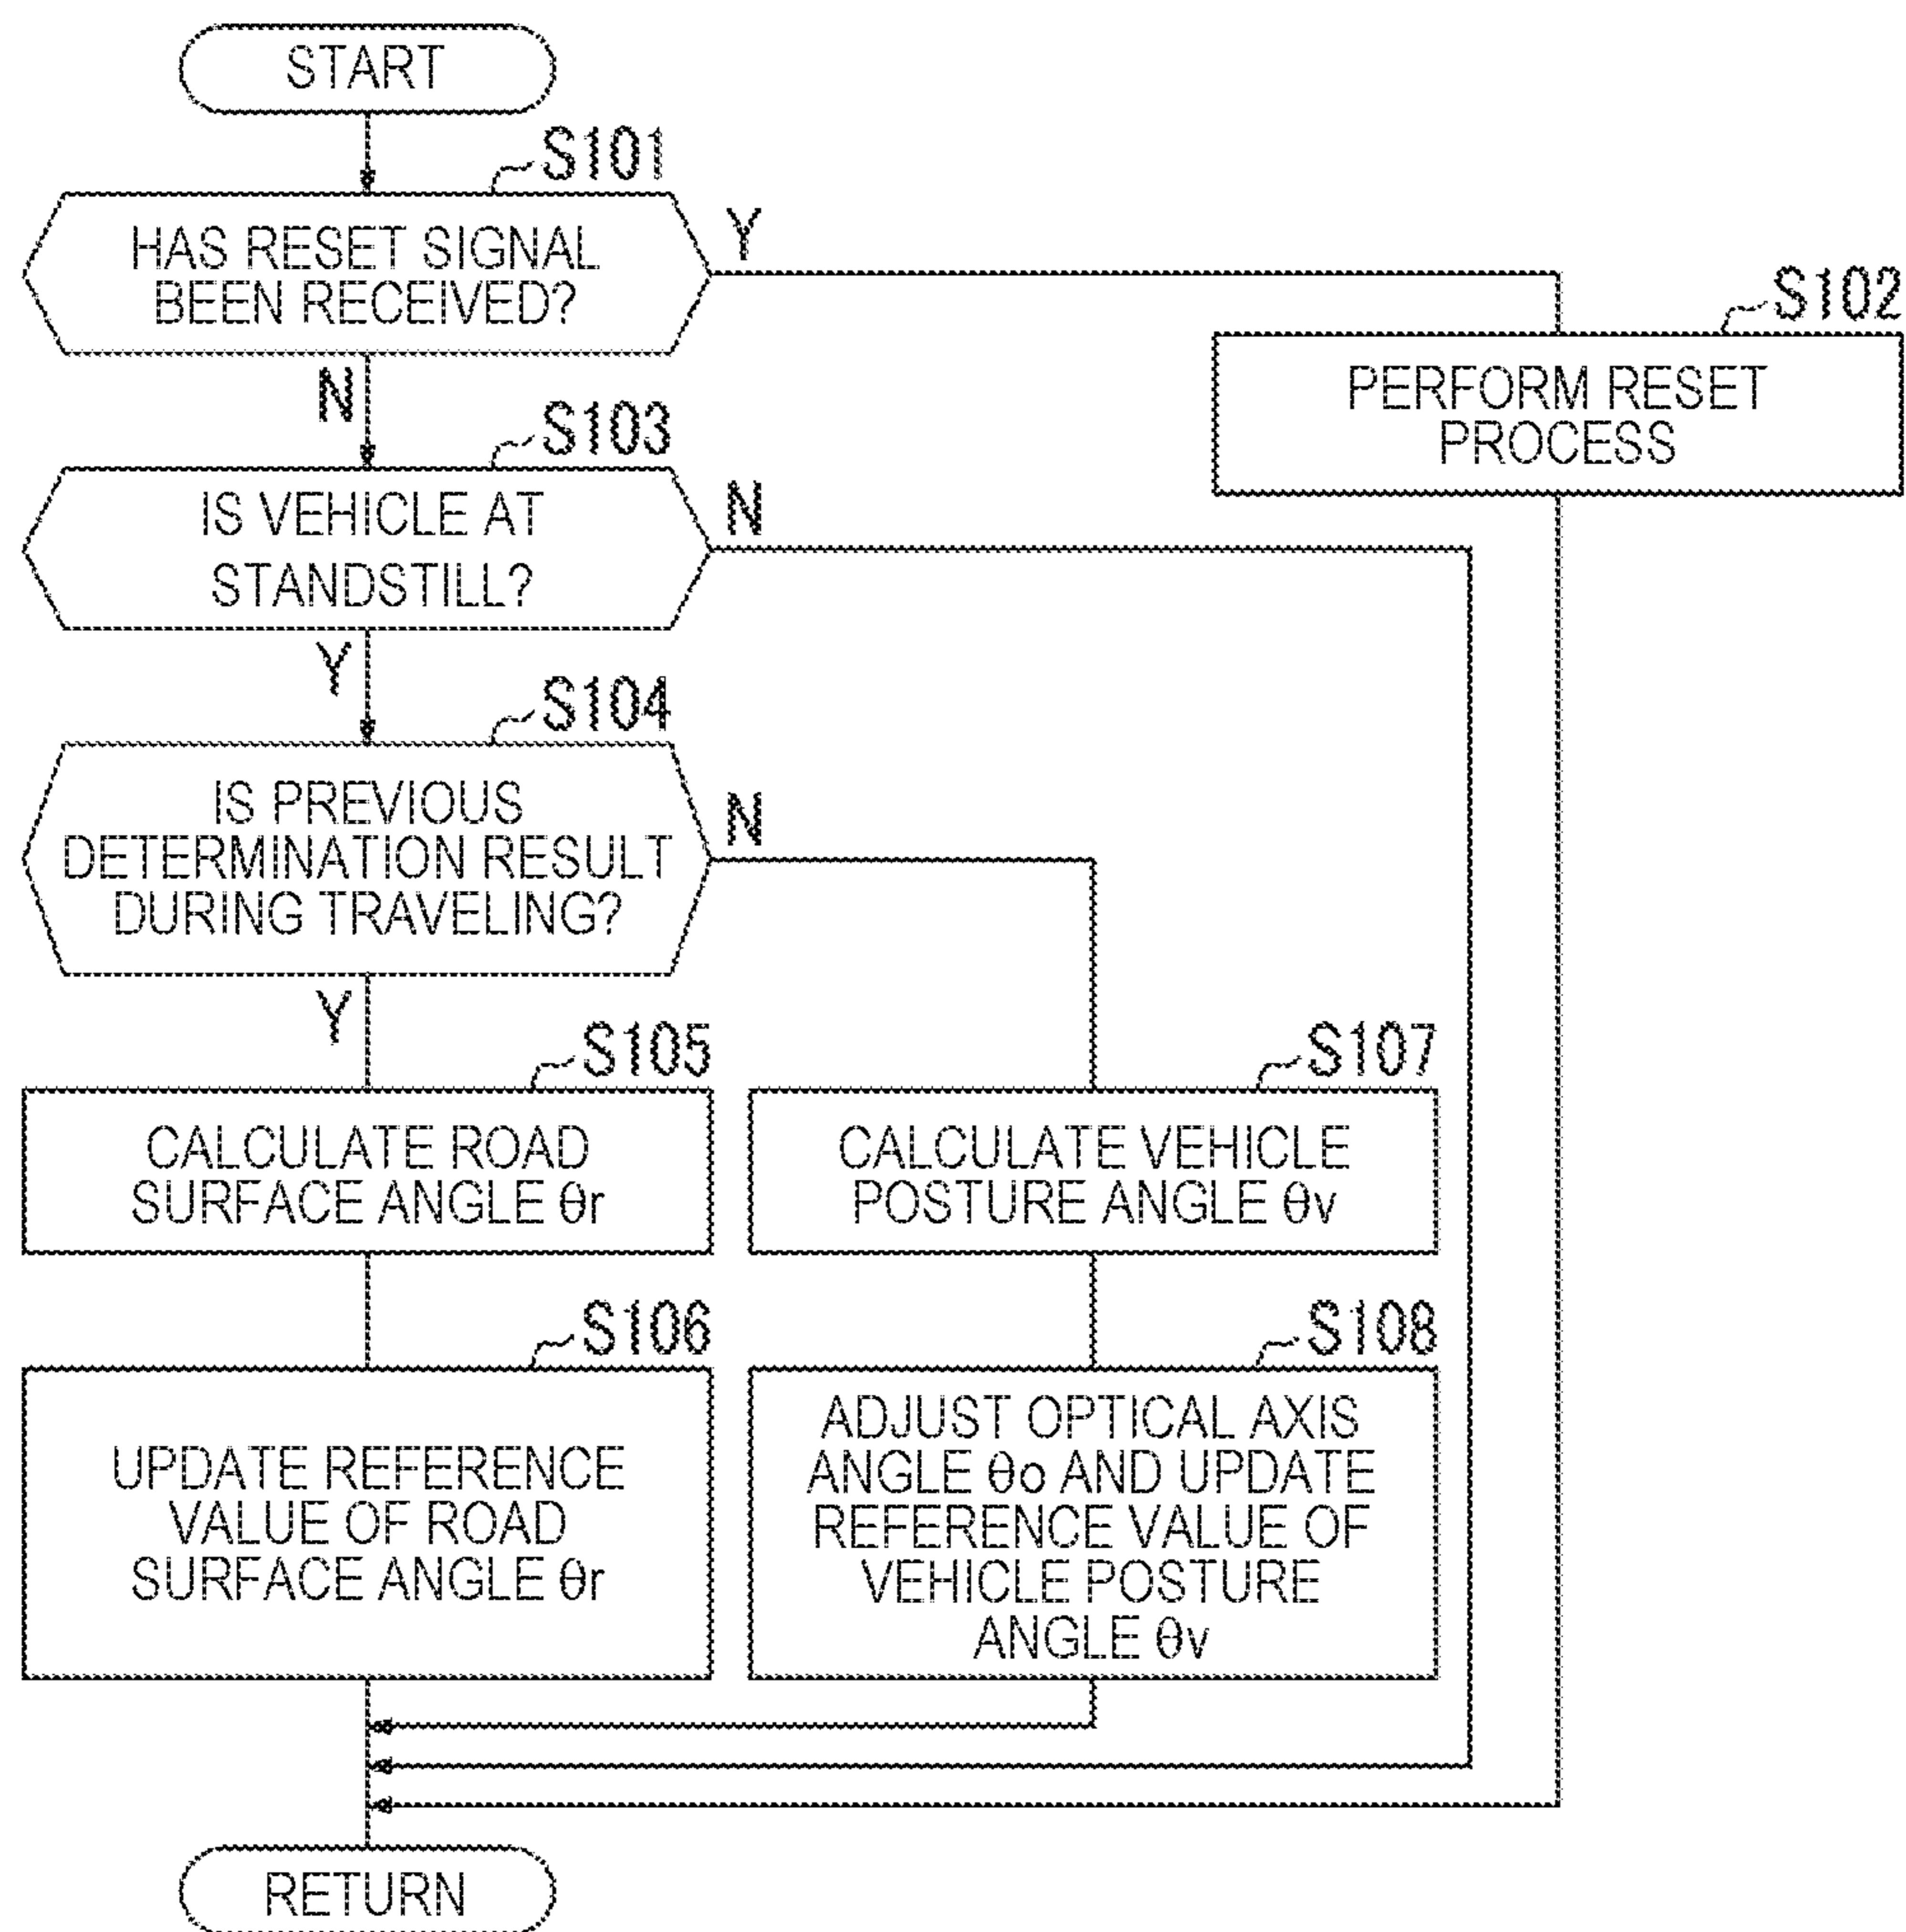 START
S101
HAS RESET SIGNAL
BEEN RECEIVED?
Y
S102
PERFORM RESET
PROCESS
N
S103
IS VEHICLE AT
STANDSTILL?
N
Y
S104
IS PREVIOUS
DETERMINATION RESULT
DURING TRAVELING?
N
Y
S105
CALCULATE ROAD
SURFACE ANGLE θr
S107
CALCULATE VEHICLE
POSTURE ANGLE θv
S106
UPDATE REFERENCE
VALUE OF ROAD
SURFACE ANGLE θr
S108
ADJUST OPTICAL AXIS
ANGLE θo AND UPDATE
REFERENCE VALUE OF
VEHICLE POSTURE
ANGLE θv
RETURN